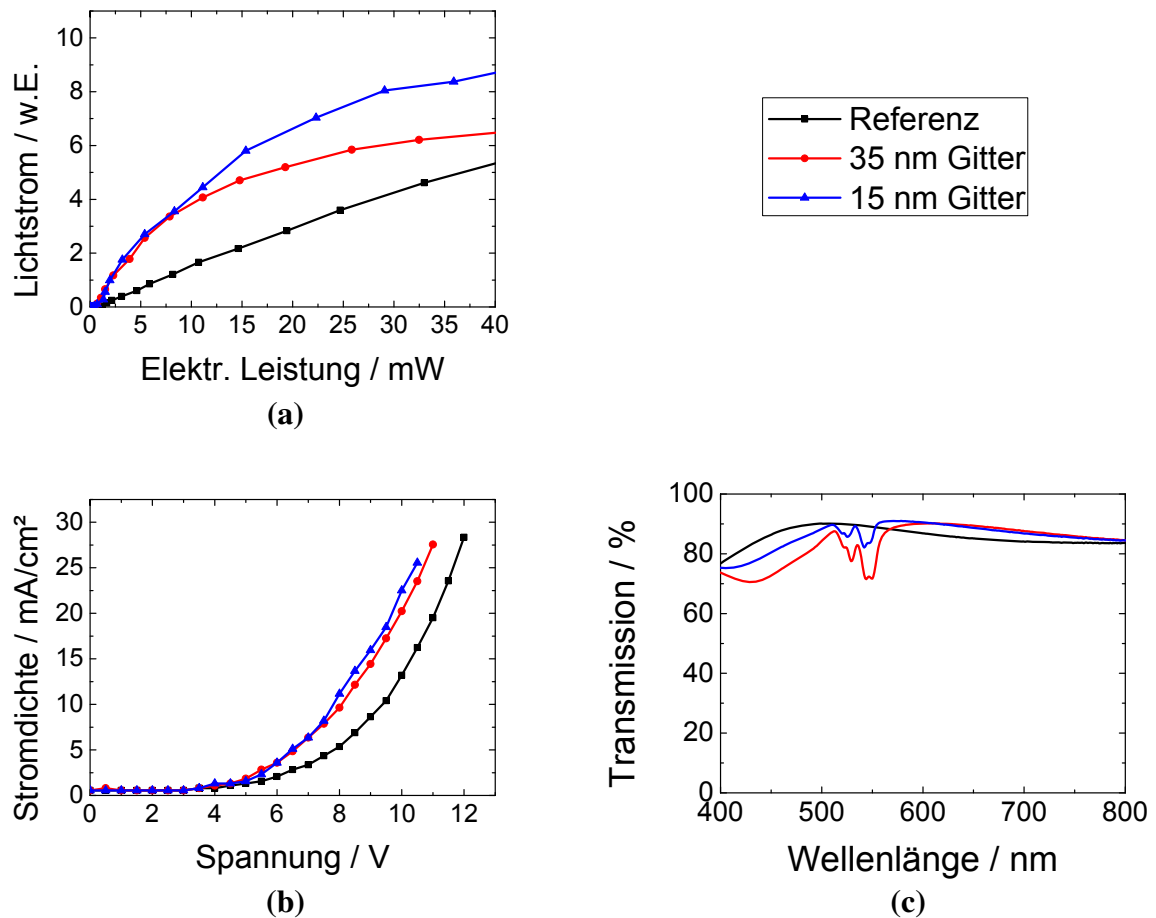 10
8
6
4
2
0
0 5 10 15 20 25 30 35 40
Lichtstrom / w.E.
Elektr. Leistung / mW
(a)
Referenz
35 nm Gitter
15 nm Gitter
30
25
20
15
10
5
0
0 2 4 6 8 10 12
Stromdichte / mA/cm²
Spannung / V
(b)
100
80
60
40
20
0
400 500 600 700 800
Transmission / %
Wellenlänge / nm
(c)